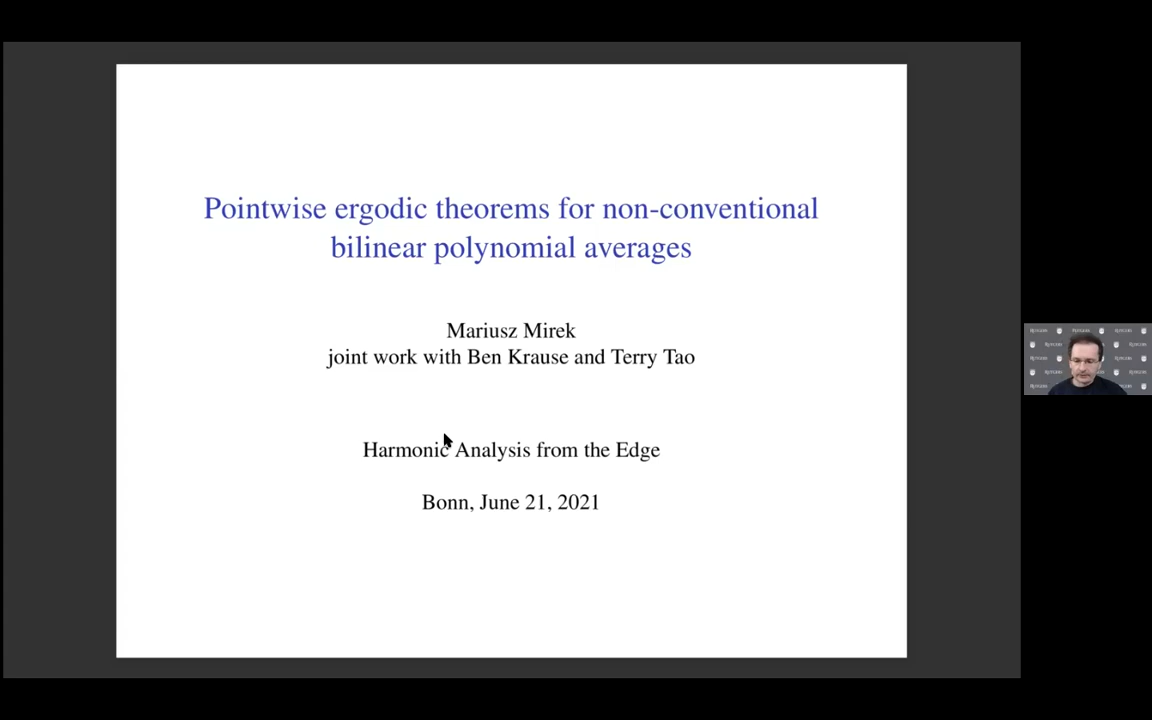 Pointwise ergodic theorems for non-conventional
bilinear polynomial averages
Mariusz Mirek
joint work with Ben Krause and Terry Tao
Harmonic Analysis from the Edge
Bonn, June 21, 2021